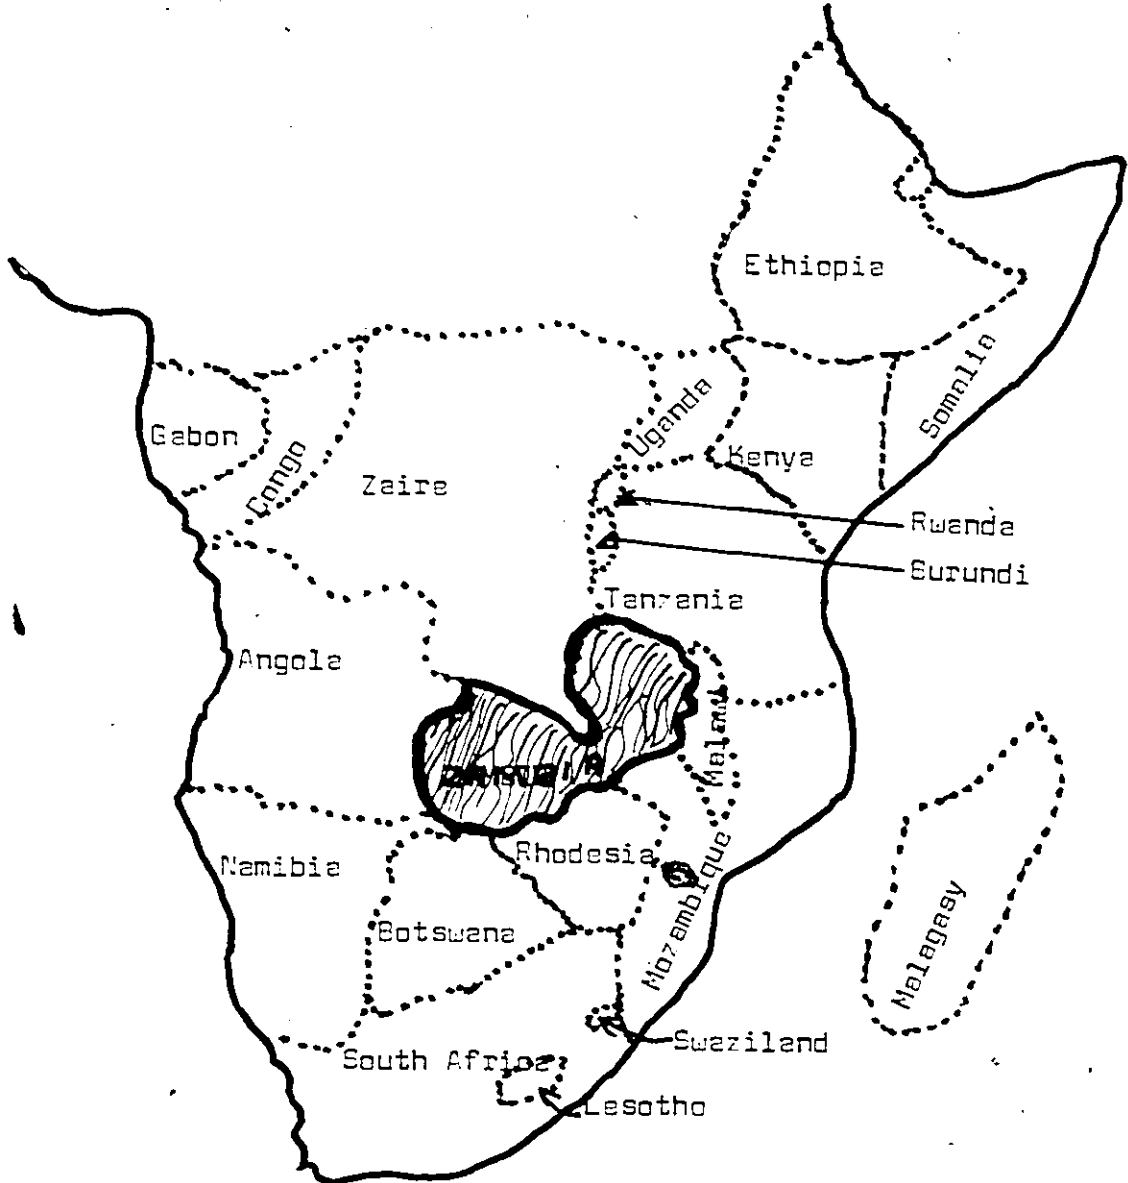 Ethiopia
Somalia
Gabon
Congo
Zaire
Uganda
Kenya
Rwanda
Burundi
Tanzania
Angola
Malawi
ZAMBIA
Namibia
Rhodesia
Botswana
Mozambique
Malagasy
Swaziland
South Africa
Lesotho